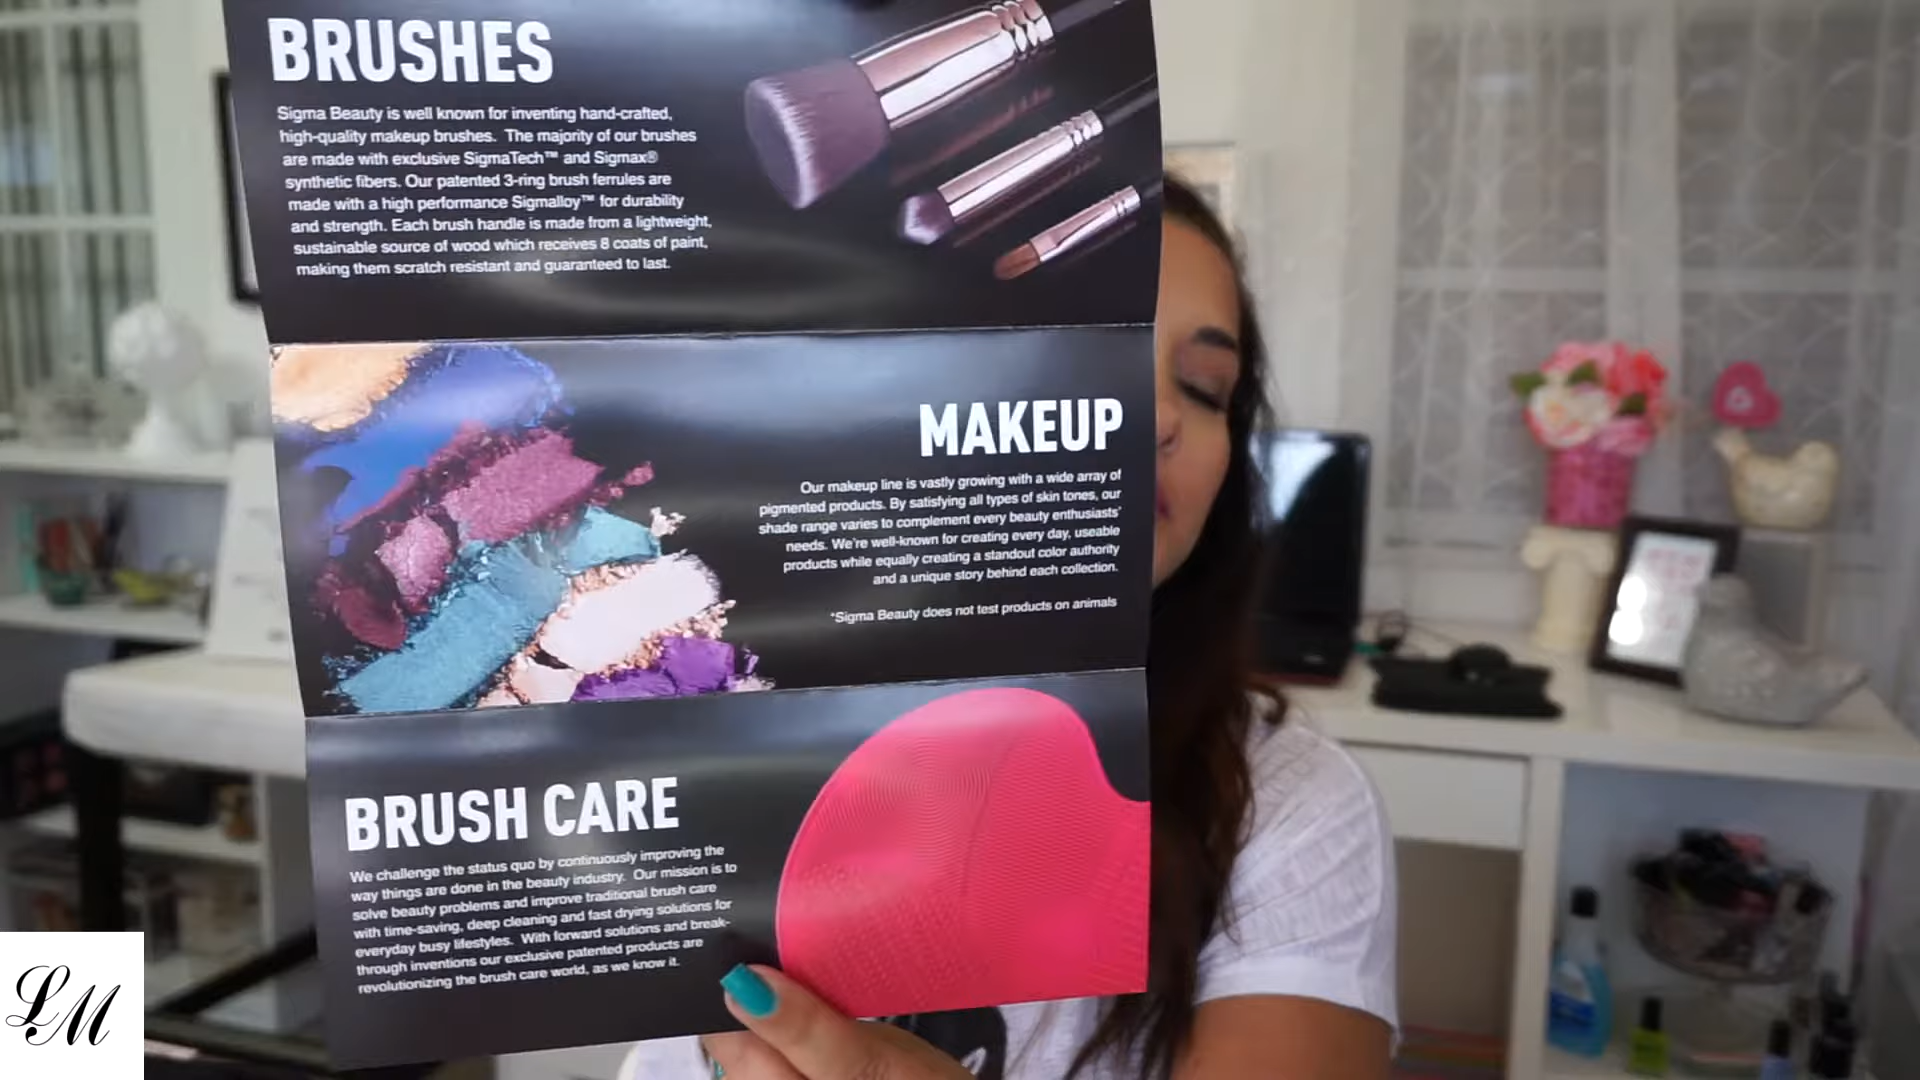 BRUSHES
Sigma Beauty is well known for inventing hand-crafted,
high-quality makeup brushes. The majority of our brushes
are made with exclusive SigmaTech™ and Sigmax®
synthetic fibers. Our patented 3-ring brush ferrules are
made with a high performance Sigmalloy™ for durability
and strength. Each brush handle is made from a lightweight,
sustainable source of wood which receives 8 coats of paint,
making them scratch resistant and guaranteed to last.
MAKEUP
Our makeup line is vastly growing with a wide array of
pigmented products. By satisfying all types of skin tones, our
shade range varies to complement every beauty enthusiasts'
needs. We're well-known for creating every day, useable
products while equally creating a standout color authority
and a unique story behind each collection.
*Sigma Beauty does not test products on animals
BRUSH CARE
We challenge the status quo by continuously improving the
way things are done in the beauty industry. Our mission is to
solve beauty problems and improve traditional brush care
with time-saving, deep cleaning and fast drying solutions for
everyday busy lifestyles. With forward solutions and break-
through inventions our exclusive patented products are
revolutionizing the brush care world, as we know it.
LM